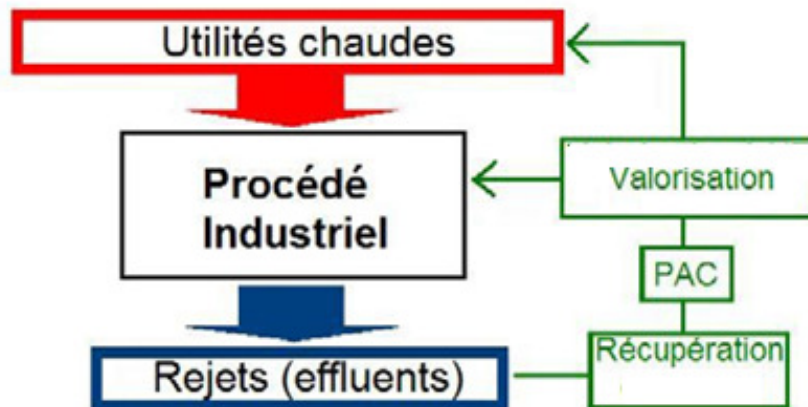 Utilités chaudes
Procédé
Industriel
Valorisation
PAC
Récupération
Rejets (effluents)